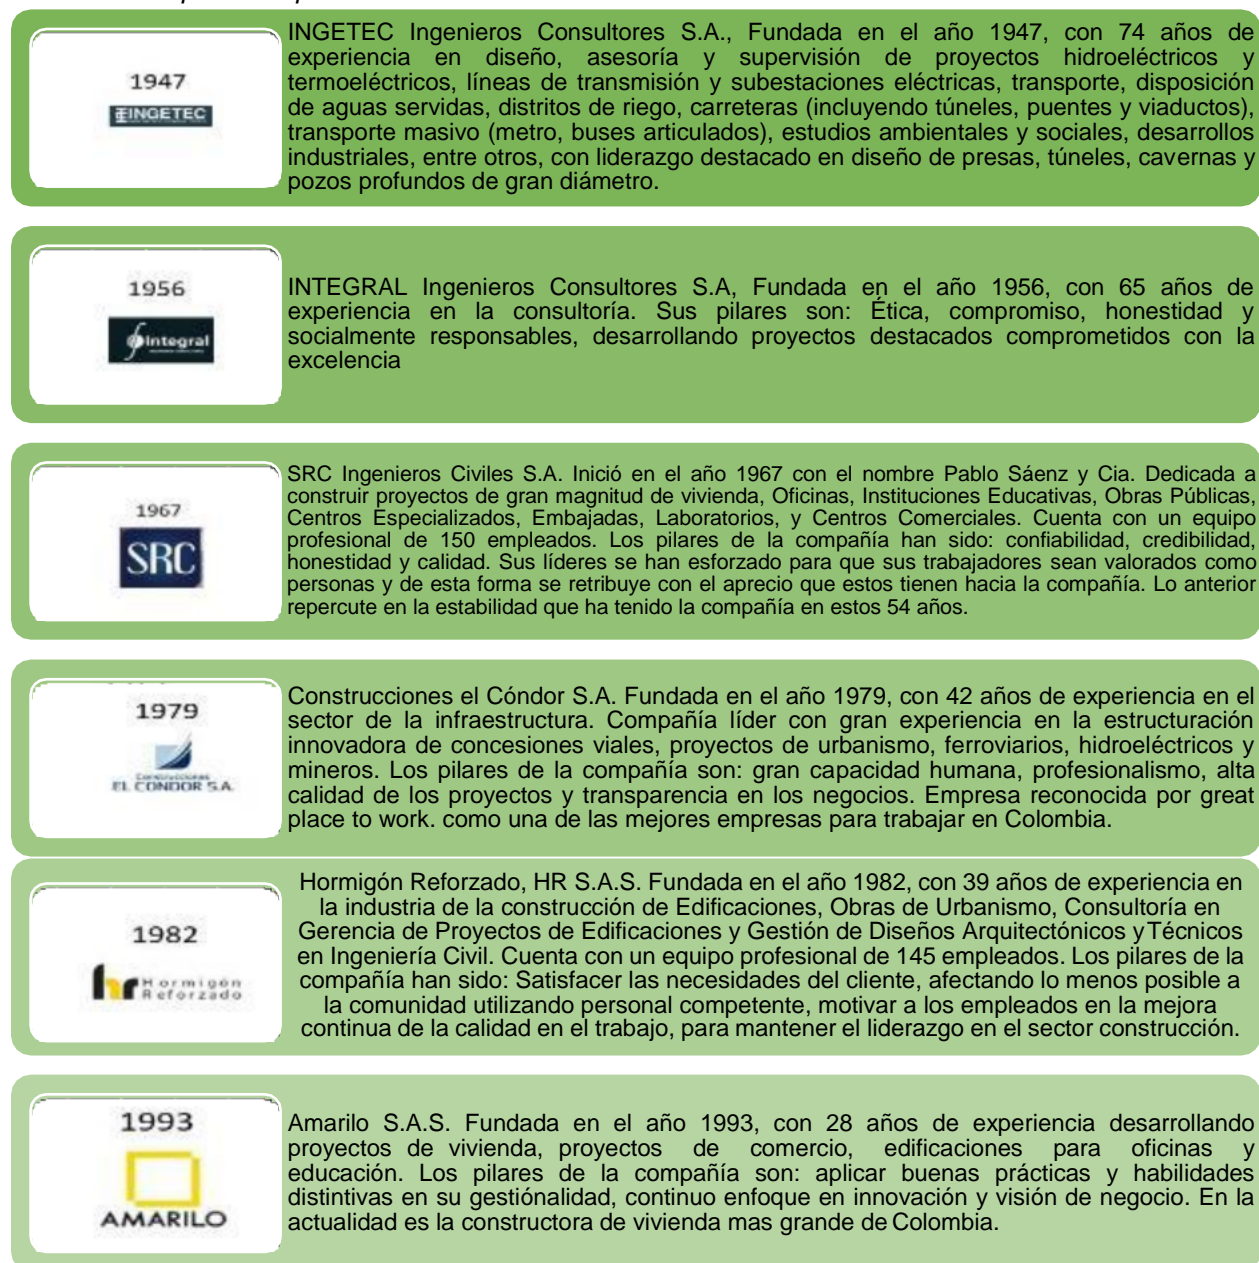 INGETEC Ingenieros Consultores S.A., Fundada en el año 1947, con 74 años de
experiencia en diseño, asesoría y supervisión de proyectos hidroeléctricos y
termoeléctricos, líneas de transmisión y subestaciones eléctricas, transporte, disposición
de aguas servidas, distritos de riego, carreteras (incluyendo túneles, puentes y viaductos),
transporte masivo (metro, buses articulados), estudios ambientales y sociales, desarrollos
industriales, entre otros, con liderazgo destacado en diseño de presas, túneles, cavernas y
pozos profundos de gran diámetro.
1947
INGETEC
INTEGRAL Ingenieros Consultores S.A, Fundada en el año 1956, con 65 años de
experiencia en la consultoría. Sus pilares son: Ética, compromiso, honestidad y
socialmente responsables, desarrollando proyectos destacados comprometidos con la
excelencia
1956
Integral
SRC Ingenieros Civiles S.A. Inició en el año 1967 con el nombre Pablo Sáenz y Cia. Dedicada a
construir proyectos de gran magnitud de vivienda, Oficinas, Instituciones Educativas, Obras Públicas,
Centros Especializados, Embajadas, Laboratorios, y Centros Comerciales. Cuenta con un equipo
profesional de 150 empleados. Los pilares de la compañía han sido: confiabilidad, credibilidad,
honestidad y calidad. Sus líderes se han esforzado para que sus trabajadores sean valorados como
personas y de esta forma se retribuye con el aprecio que estos tienen hacia la compañía. Lo anterior
repercute en la estabilidad que ha tenido la compañía en estos 54 años.
1967
SRC
Construcciones el Cóndor S.A. Fundada en el año 1979, con 42 años de experiencia en el
sector de la infraestructura. Compañía líder con gran experiencia en la estructuración
innovadora de concesiones viales, proyectos de urbanismo, ferroviarios, hidroeléctricos y
mineros. Los pilares de la compañía son: gran capacidad humana, profesionalismo, alta
calidad de los proyectos y transparencia en los negocios. Empresa reconocida por great
place to work. como una de las mejores empresas para trabajar en Colombia.
1979
Construcciones
EL CONDOR S.A.
Hormigón Reforzado, HR S.A.S. Fundada en el año 1982, con 39 años de experiencia en
la industria de la construcción de Edificaciones, Obras de Urbanismo, Consultoría en
Gerencia de Proyectos de Edificaciones y Gestión de Diseños Arquitectónicos y Técnicos
en Ingeniería Civil. Cuenta con un equipo profesional de 145 empleados. Los pilares de la
compañía han sido: Satisfacer las necesidades del cliente, afectando lo menos posible a
la comunidad utilizando personal competente, motivar a los empleados en la mejora
continua de la calidad en el trabajo, para mantener el liderazgo en el sector construcción.
1982
hr Hormigón
Reforzado
Amarilo S.A.S. Fundada en el año 1993, con 28 años de experiencia desarrollando
proyectos de vivienda, proyectos de comercio, edificaciones para oficinas y
educación. Los pilares de la compañía son: aplicar buenas prácticas y habilidades
distintivas en su gestiónalidad, continuo enfoque en innovación y visión de negocio. En la
actualidad es la constructora de vivienda mas grande de Colombia.
1993
AMARILO